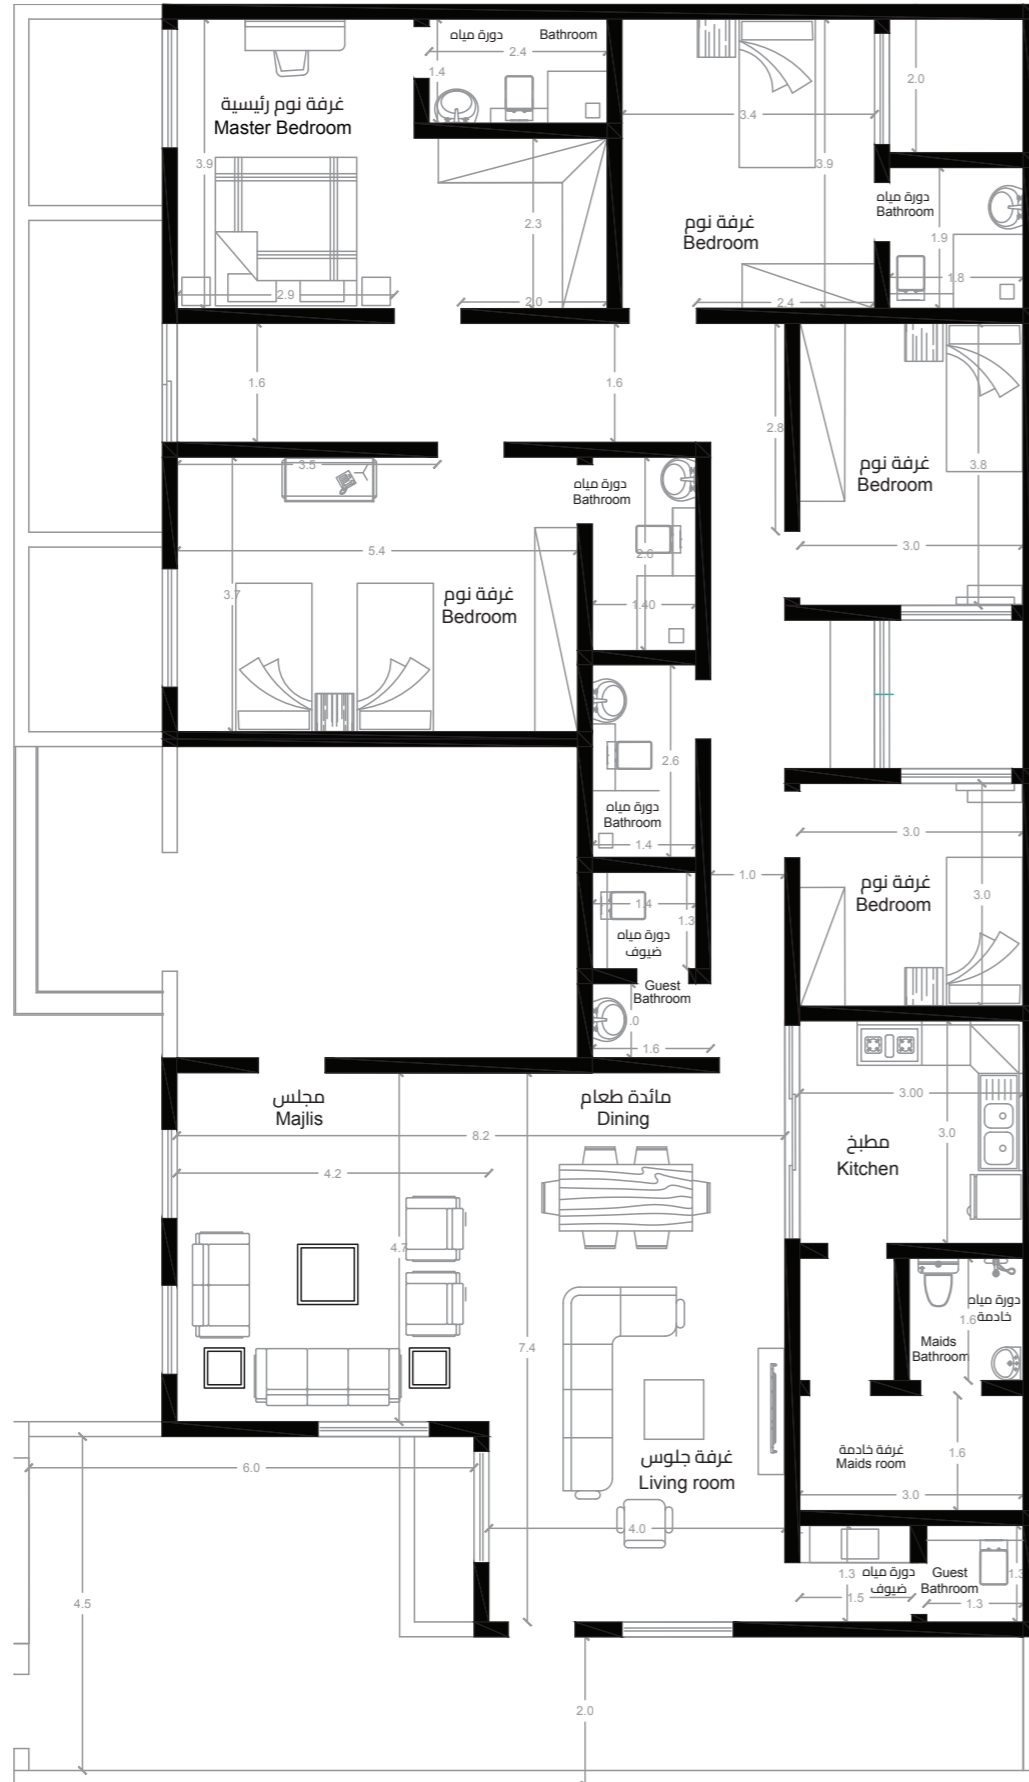 دورة مياه
Bathroom
2.4
1.4
2.0
غرفة نوم رئيسية
Master Bedroom
3.4
3.9
3.9
دورة مياه
Bathroom
غرفة نوم
Bedroom
2.3
1.9
1.8
2.9
2.0
2.4
1.6
1.6
2.8
3.5
غرفة نوم
Bedroom
3.8
دورة مياه
Bathroom
5.4
2.6
3.0
3.7
غرفة نوم
Bedroom
1.40
2.6
دورة مياه
Bathroom
1.4
3.0
1.0
غرفة نوم
Bedroom
3.0
1.4
1.3
دورة مياه
ضيوف
Guest
Bathroom
.0
1.6
مجلس
Majlis
مائدة طعام
Dining
3.00
8.2
3.0
مطبخ
Kitchen
4.2
4.7
7.4
دورة مياه
خادمة
1.6
Maids
Bathroom
غرفة جلوس
Living room
غرفة خادمة
Maids room
1.6
6.0
3.0
4.0
1.3
دورة مياه
ضيوف
Guest
Bathroom
1.3
1.5
1.3
4.5
2.0